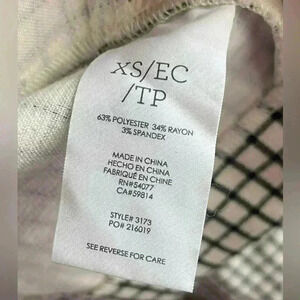 XS/EC
/TP
63% POLYESTER 34% RAYON
3% SPANDEX
MADE IN CHINA
HECHO EN CHINA
FABRIQUÉ EN CHINE
RN#54077
CA#59814
STYLE# 3173
PO# 216019
SEE REVERSE FOR CARE